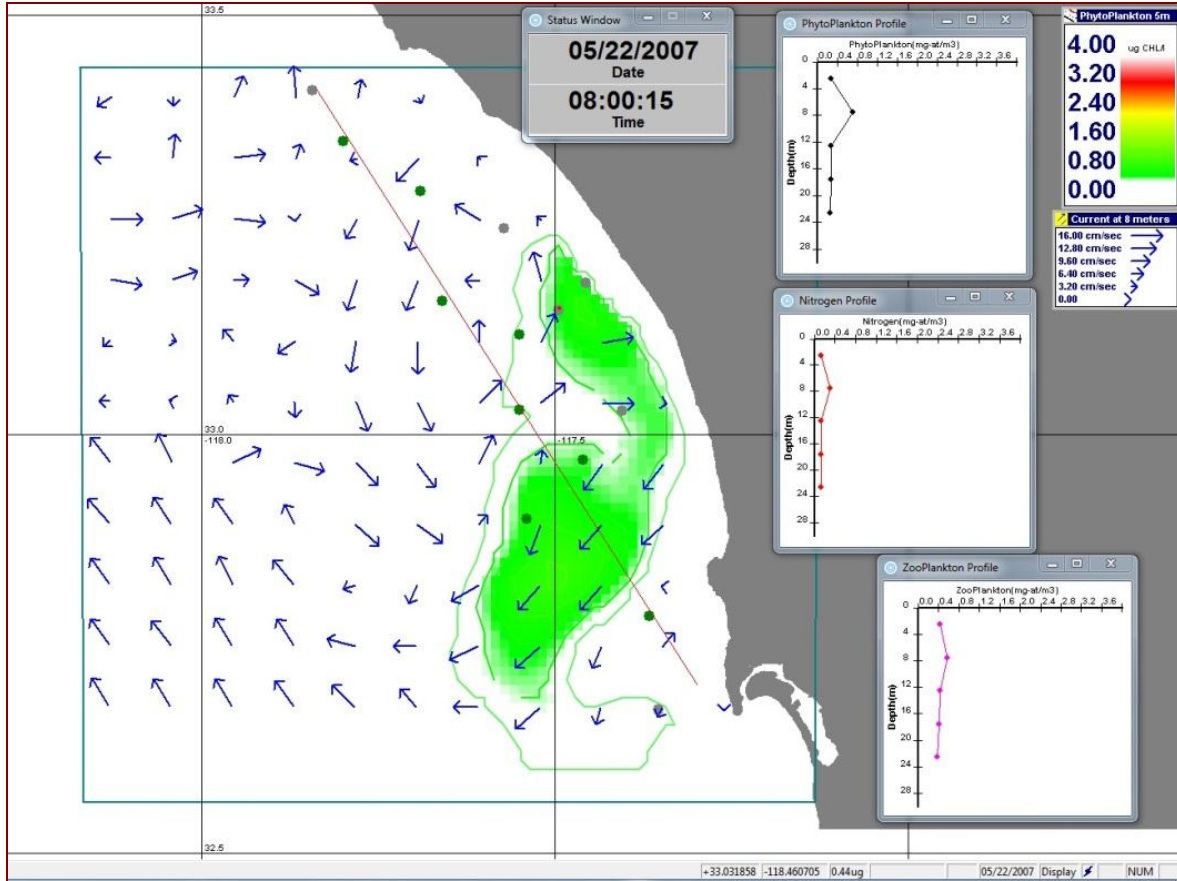 33.5
33.0
32.5
-118.0
-117.5
Status Window
05/22/2007
Date
08:00:15
Time
PhytoPlankton Profile
PhytoPlankton(mg-at/m3)
0.0 0.4 0.8 1.2 1.6 2.0 2.4 2.8 3.2 3.6
0
4
8
12
16
20
24
28
Depth(m)
Nitrogen Profile
Nitrogen(mg-at/m3)
0.0 0.4 0.8 1.2 1.6 2.0 2.4 2.8 3.2 3.6
0
4
8
12
16
20
24
28
Depth(m)
ZooPlankton Profile
ZooPlankton(mg-at/m3)
0.0 0.4 0.8 1.2 1.6 2.0 2.4 2.8 3.2 3.6
0
4
8
12
16
20
24
28
Depth(m)
PhytoPlankton 5m
4.00 ug CHL/l
3.20
2.40
1.60
0.80
0.00
Current at 8 meters
16.00 cm/sec
12.80 cm/sec
9.60 cm/sec
6.40 cm/sec
3.20 cm/sec
0.00
+33.031858 -118.460705 0.44ug 05/22/2007 Display NUM